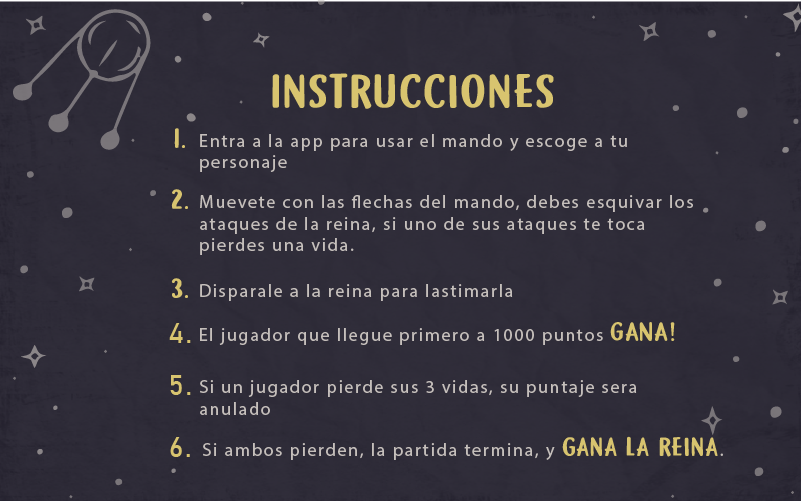 INSTRUCCIONES
1. Entra a la app para usar el mando y escoge a tu
personaje
2. Muevete con las flechas del mando, debes esquivar los
ataques de la reina, si uno de sus ataques te toca
pierdes una vida.
3. Disparale a la reina para lastimarla
4. El jugador que llegue primero a 1000 puntos GANA!
5. Si un jugador pierde sus 3 vidas, su puntaje sera
anulado
6. Si ambos pierden, la partida termina, y GANA LA REINA.